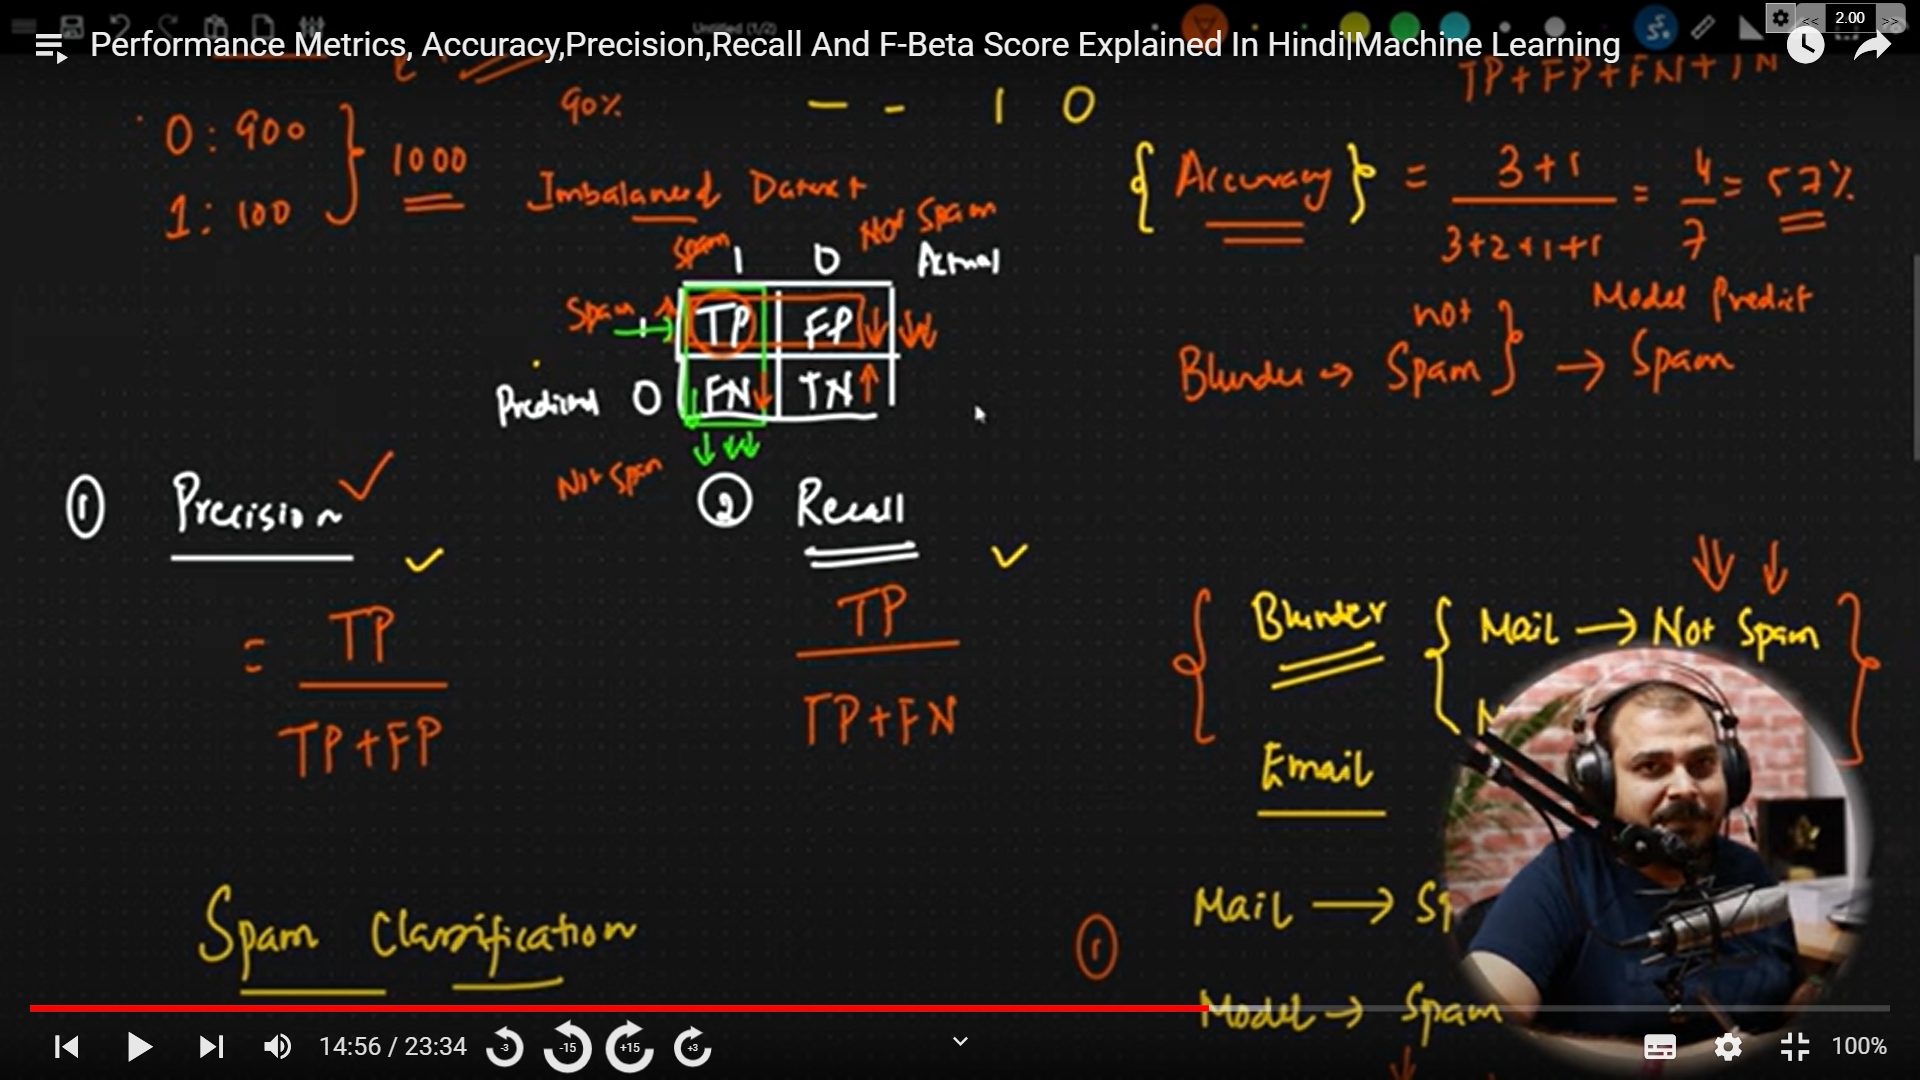 Untitled (1/2)
<< 2.00 >>
Performance Metrics, Accuracy,Precision,Recall And F-Beta Score Explained In Hindi|Machine Learning
TP+FP+FN+TN
0 : 900
1 : 100
1000
90%
- - 1 0
Imbalanced Dataset
{ Accuracy } = 3+1 / 3+2+1+1 = 4/7 = 57%
Spam Not Spam
1 0 Actual
Spam 1 TP FP
Predicted 0 FN TN
Not Spam
Model Predict
Blunder → not Spam } → Spam
① Precision
= TP / TP+FP
② Recall
TP / TP+FN
Blunder { Mail → Not Spam
Email
Spam Classification
① Mail → Sp
Model → Spam
14:56 / 23:34
-3
-15
+15
+3
100%